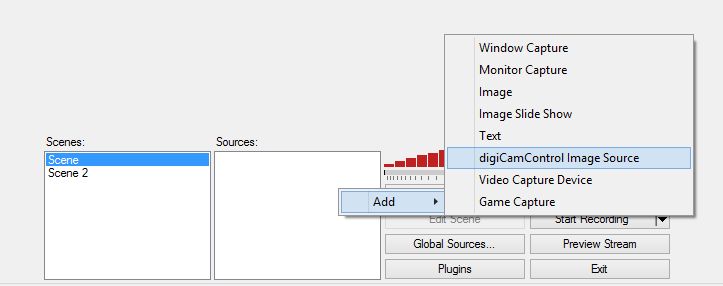 Window Capture
Monitor Capture
Image
Image Slide Show
Scenes:
Sources:
Text
Scene
digiCamControl Image Source
Scene 2
Video Capture Device
Add
Game Capture
Edit Scene
Start Recording
Global Sources...
Preview Stream
Plugins
Exit